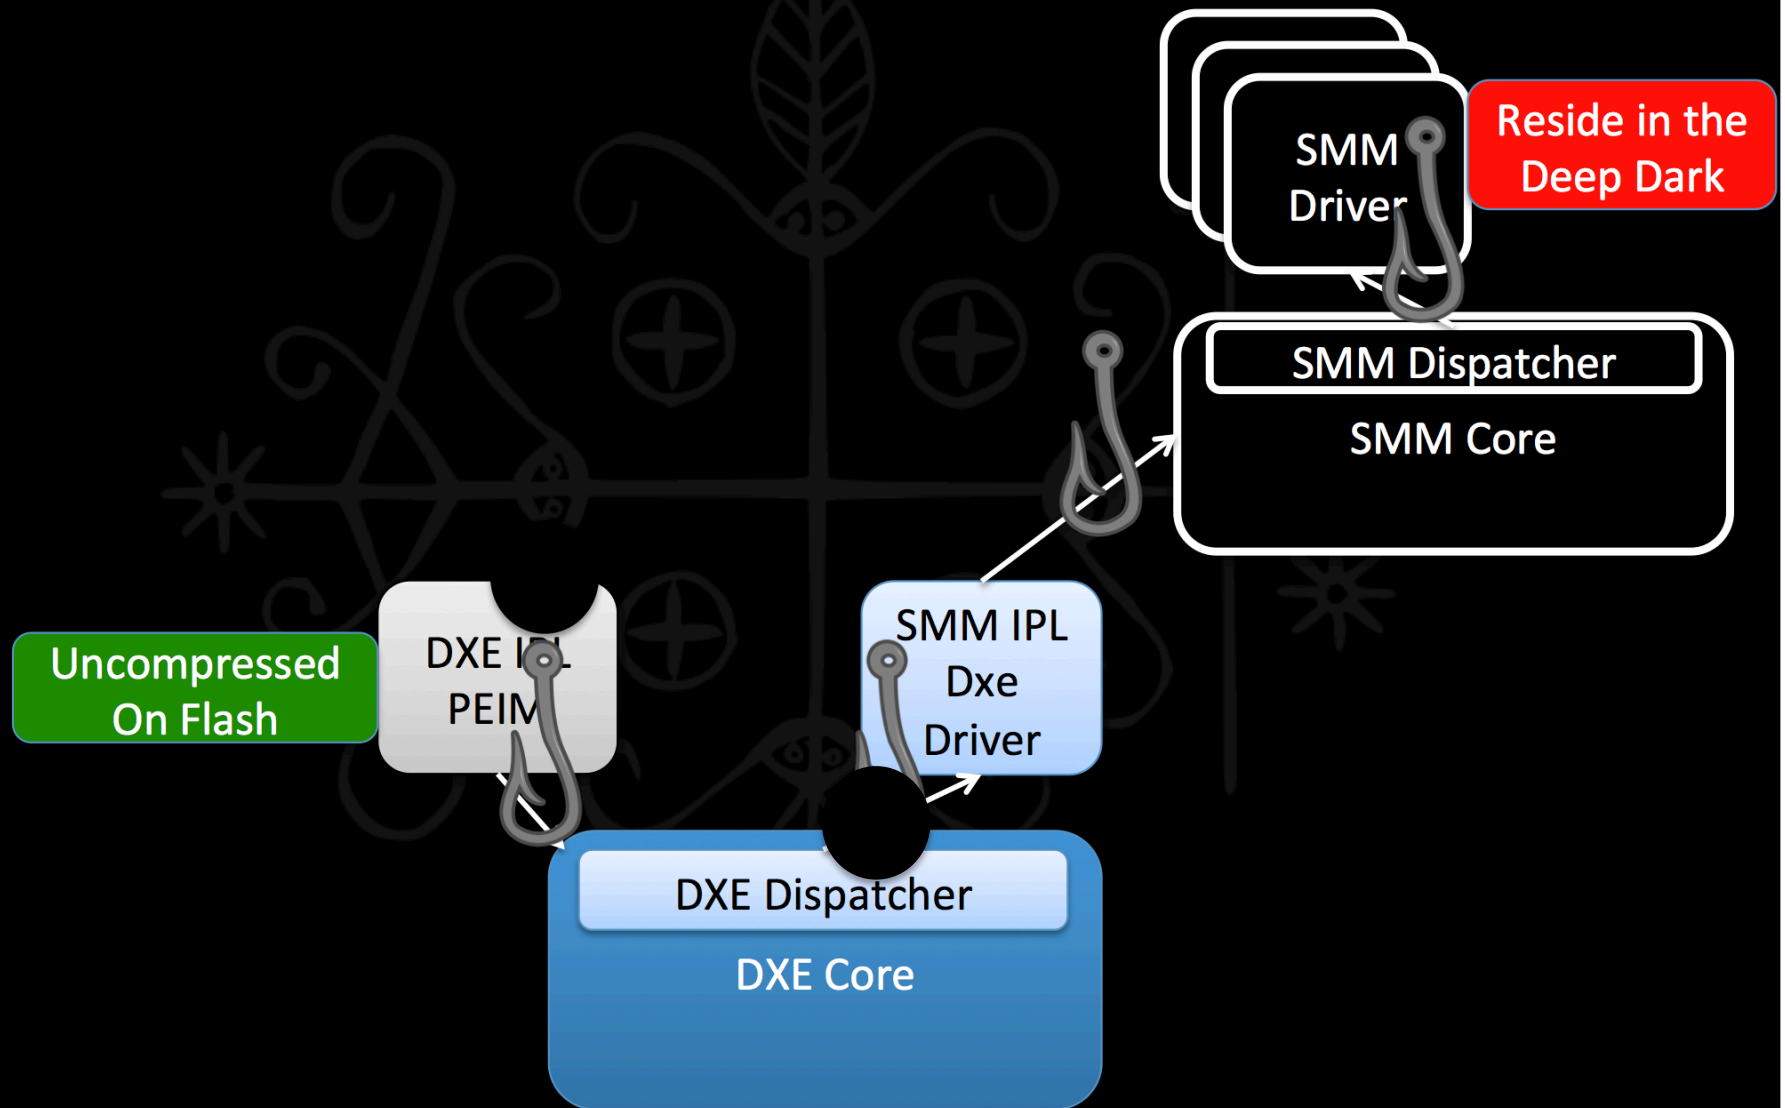 SMM
Driver
Reside in the
Deep Dark
SMM Dispatcher
SMM Core
Uncompressed
On Flash
DXE IPL
PEIM
SMM IPL
Dxe
Driver
DXE Dispatcher
DXE Core